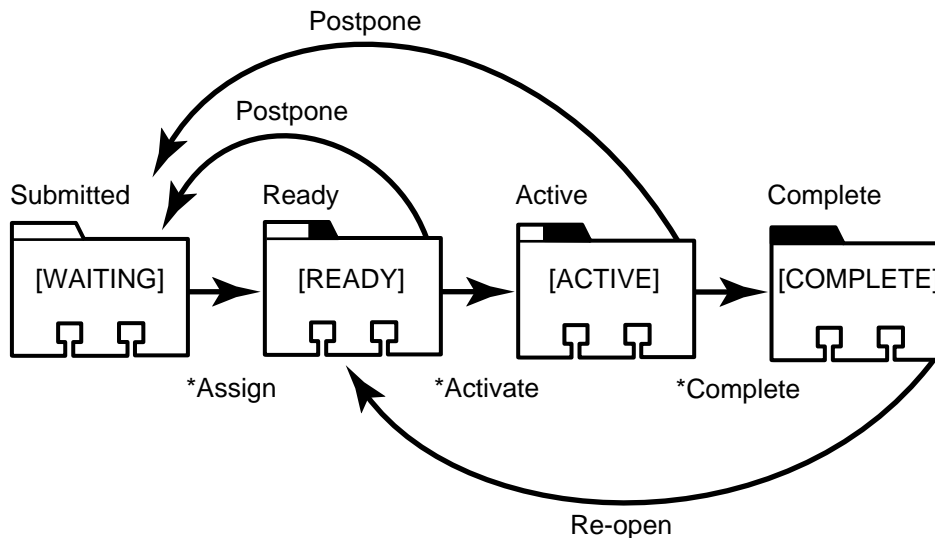 Postpone
Postpone
Submitted
Ready
Active
Complete
[WAITING]
[READY]
[ACTIVE]
[COMPLETE]
*Assign
*Activate
*Complete
Re-open